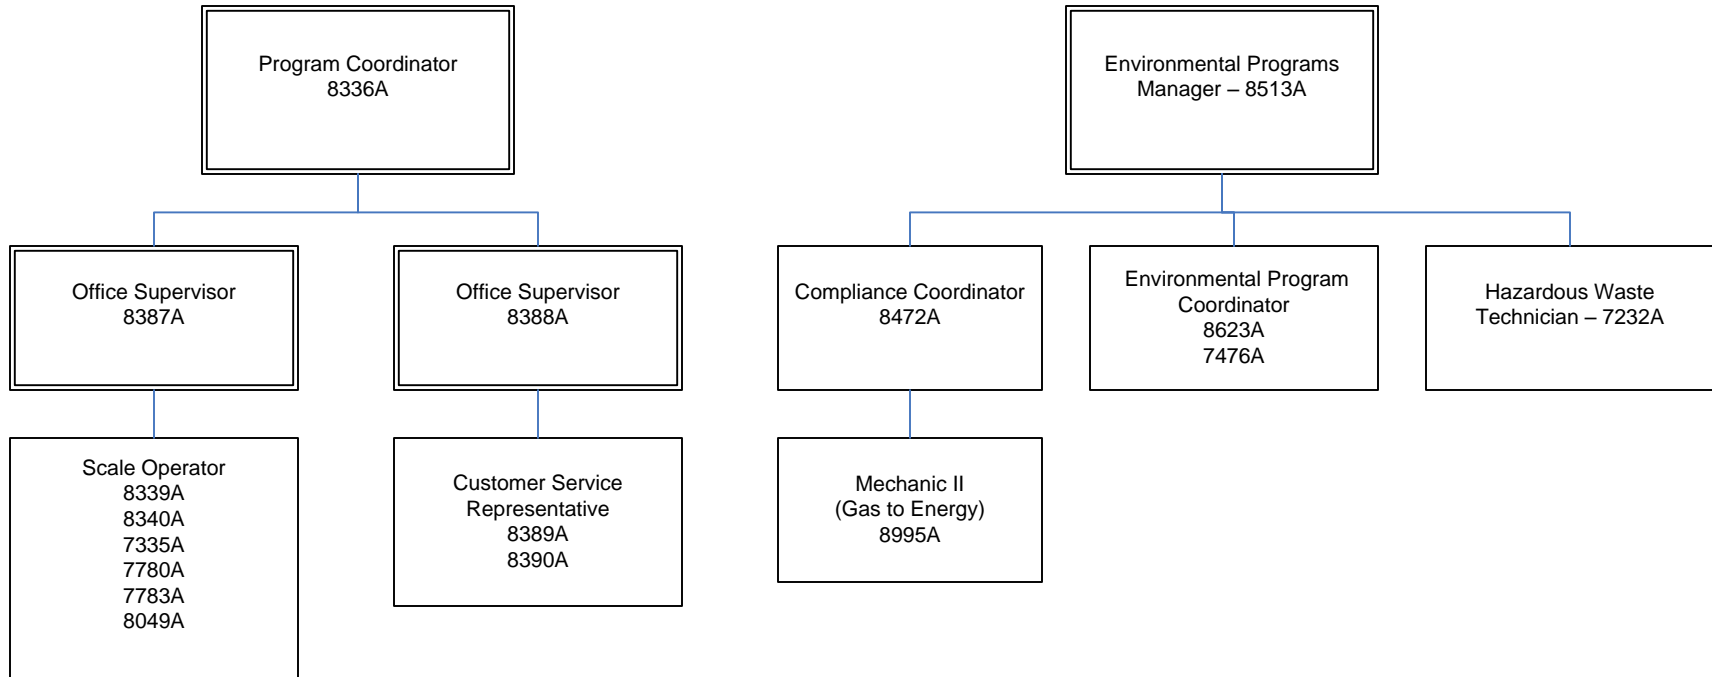 Program Coordinator
8336A
Environmental Programs
Manager – 8513A
Office Supervisor
8387A
Office Supervisor
8388A
Compliance Coordinator
8472A
Environmental Program
Coordinator
8623A
7476A
Hazardous Waste
Technician – 7232A
Scale Operator
8339A
8340A
7335A
7780A
7783A
8049A
Customer Service
Representative
8389A
8390A
Mechanic II
(Gas to Energy)
8995A